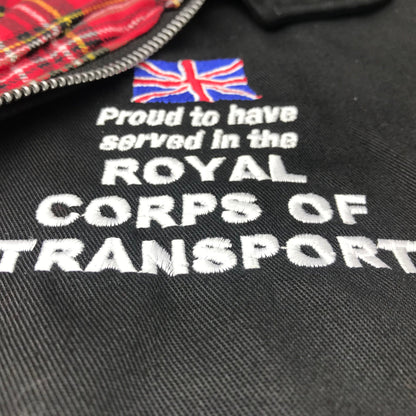 Proud to have
served in the
ROYAL
CORPS OF
TRANSPORT